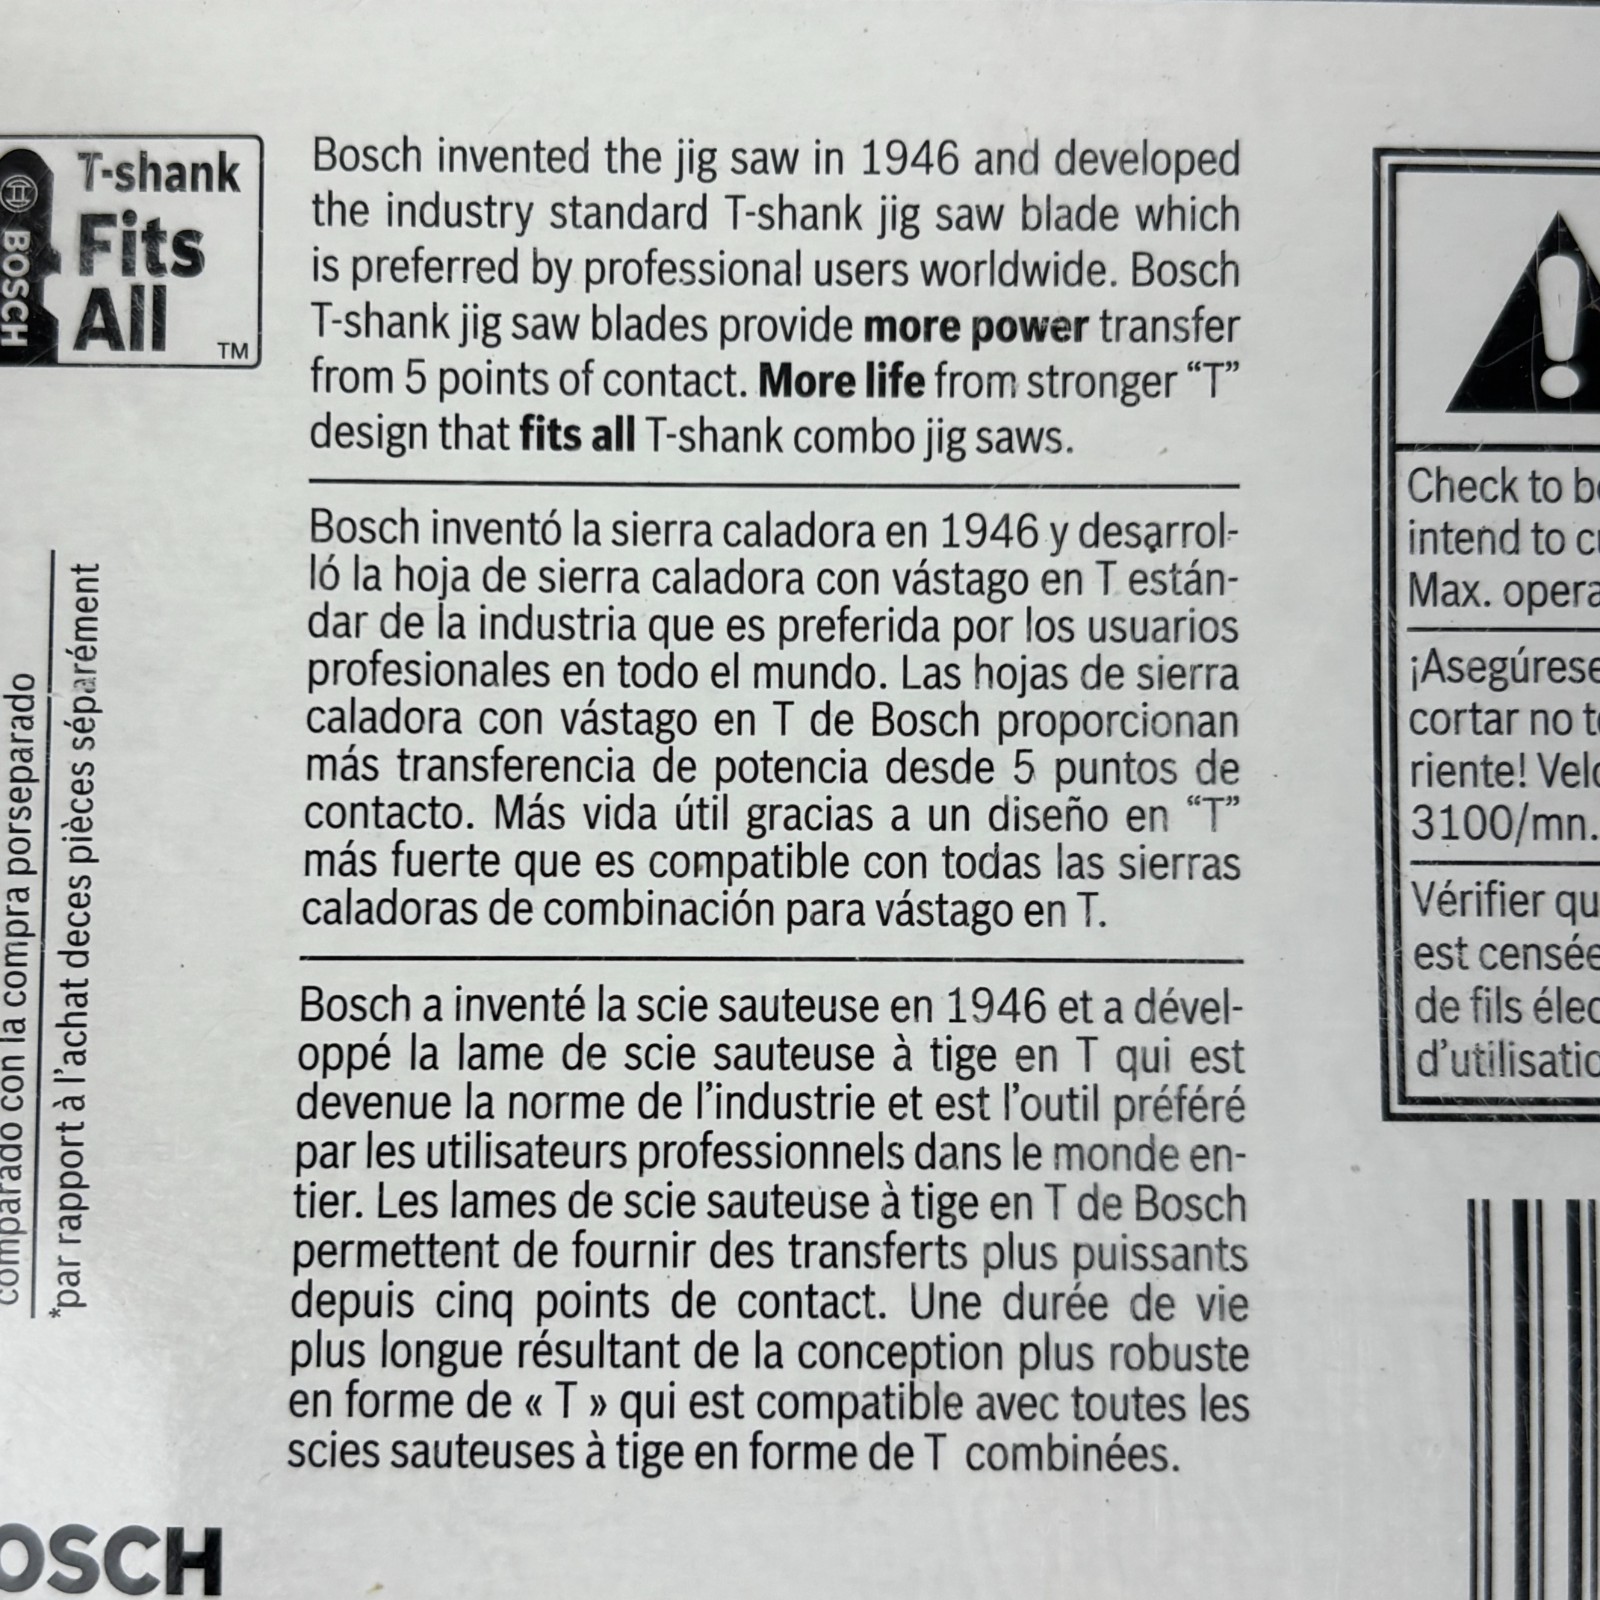 T-shank
Fits
All
TM
BOSCH
Bosch invented the jig saw in 1946 and developed
the industry standard T-shank jig saw blade which
is preferred by professional users worldwide. Bosch
T-shank jig saw blades provide more power transfer
from 5 points of contact. More life from stronger “T”
design that fits all T-shank combo jig saws.
Bosch inventó la sierra caladora en 1946 y desarrol-
ló la hoja de sierra caladora con vástago en T están-
dar de la industria que es preferida por los usuarios
profesionales en todo el mundo. Las hojas de sierra
caladora con vástago en T de Bosch proporcionan
más transferencia de potencia desde 5 puntos de
contacto. Más vida útil gracias a un diseño en “T”
más fuerte que es compatible con todas las sierras
caladoras de combinación para vástago en T.
Bosch a inventé la scie sauteuse en 1946 et a dével-
oppé la lame de scie sauteuse à tige en T qui est
devenue la norme de l’industrie et est l’outil préféré
par les utilisateurs professionnels dans le monde en-
tier. Les lames de scie sauteuse à tige en T de Bosch
permettent de fournir des transferts plus puissants
depuis cinq points de contact. Une durée de vie
plus longue résultant de la conception plus robuste
en forme de « T » qui est compatible avec toutes les
scies sauteuses à tige en forme de T combinées.
comparado con la compra porseparado
*par rapport à l’achat deces pièces séparément
Check to
intend to
Max.
¡Asegúrese
cortar no
riente!
3100/mn.
Vérifier
est censée
de fils
OSCH